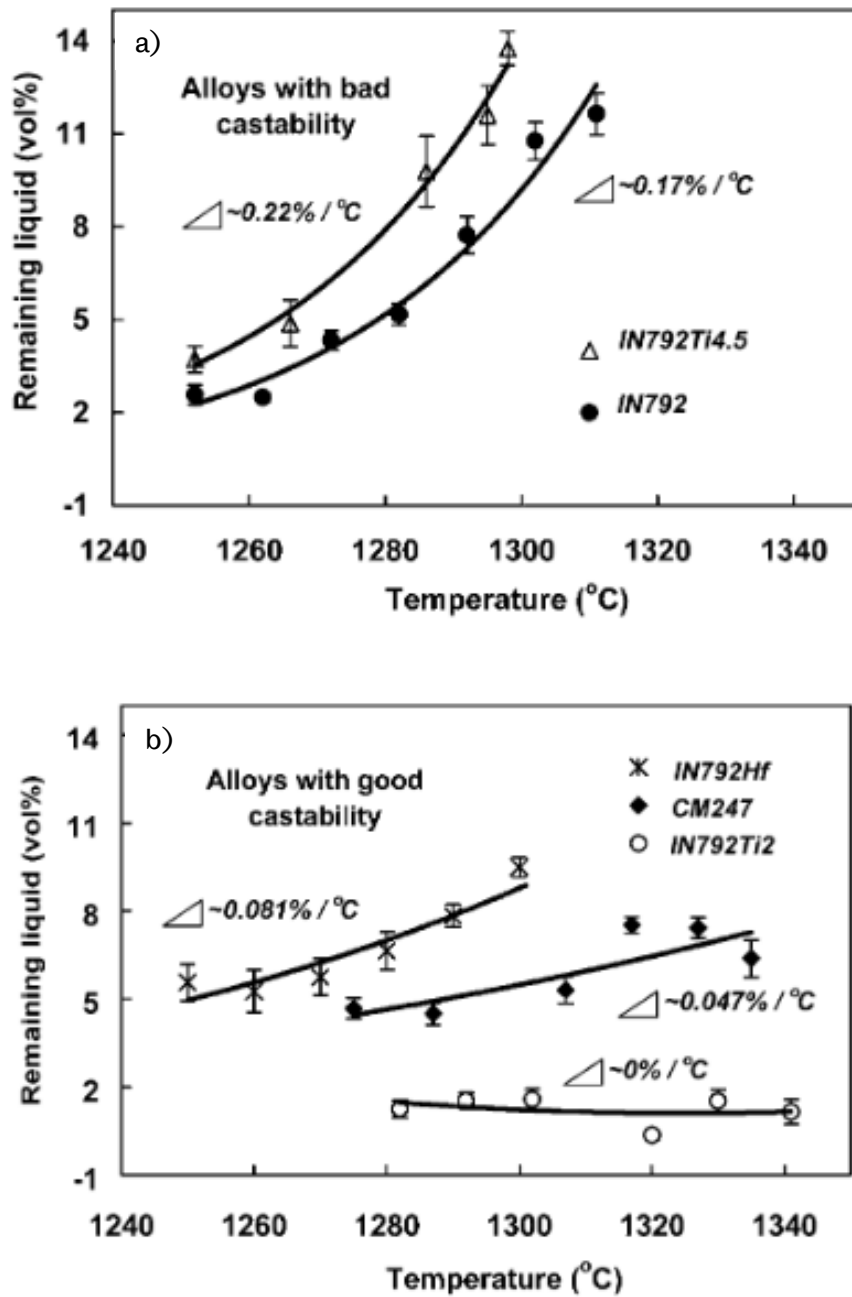 a)
Alloys with bad
castability
Remaining liquid (vol%)
14
11
8
5
2
-1
~0.22% / °C
~0.17% / °C
IN792Ti4.5
IN792
1240 1260 1280 1300 1320 1340
Temperature (°C)
b)
Alloys with good
castability
Remaining liquid (vol%)
14
11
8
5
2
-1
IN792Hf
CM247
IN792Ti2
~0.081% / °C
~0.047% / °C
~0% / °C
1240 1260 1280 1300 1320 1340
Temperature (°C)